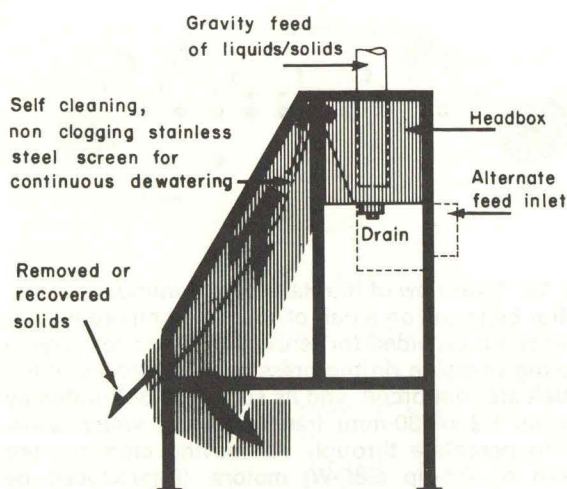 Gravity feed
of liquids/solids
Self cleaning,
non clogging stainless
steel screen for
continuous dewatering
Headbox
Alternate
feed inlet
Drain
Removed or
recovered
solids